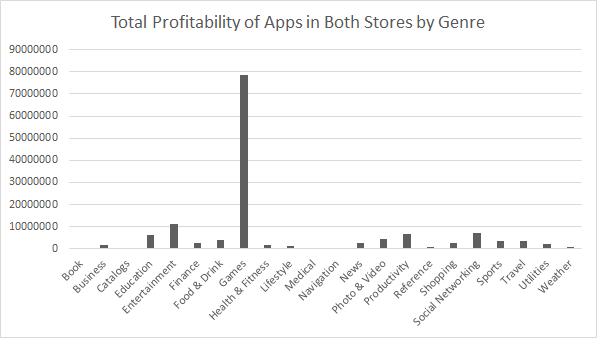 Total Profitability of Apps in Both Stores by Genre
90000000
80000000
70000000
60000000
50000000
40000000
30000000
20000000
10000000
0
Book
Business
Catalogs
Education
Entertainment
Finance
Food & Drink
Games
Health & Fitness
Lifestyle
Medical
Navigation
News
Photo & Video
Productivity
Reference
Shopping
Social Networking
Sports
Travel
Utilities
Weather